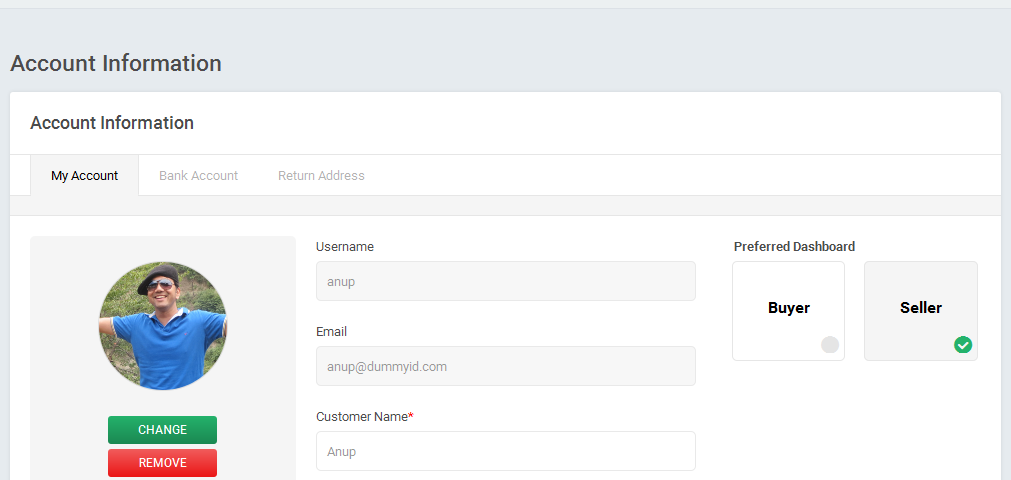 Account Information
Account Information
My Account Bank Account Return Address
Username
anup
Email
anup@dummyid.com
Customer Name*
Anup
CHANGE
REMOVE
Preferred Dashboard
Buyer Seller